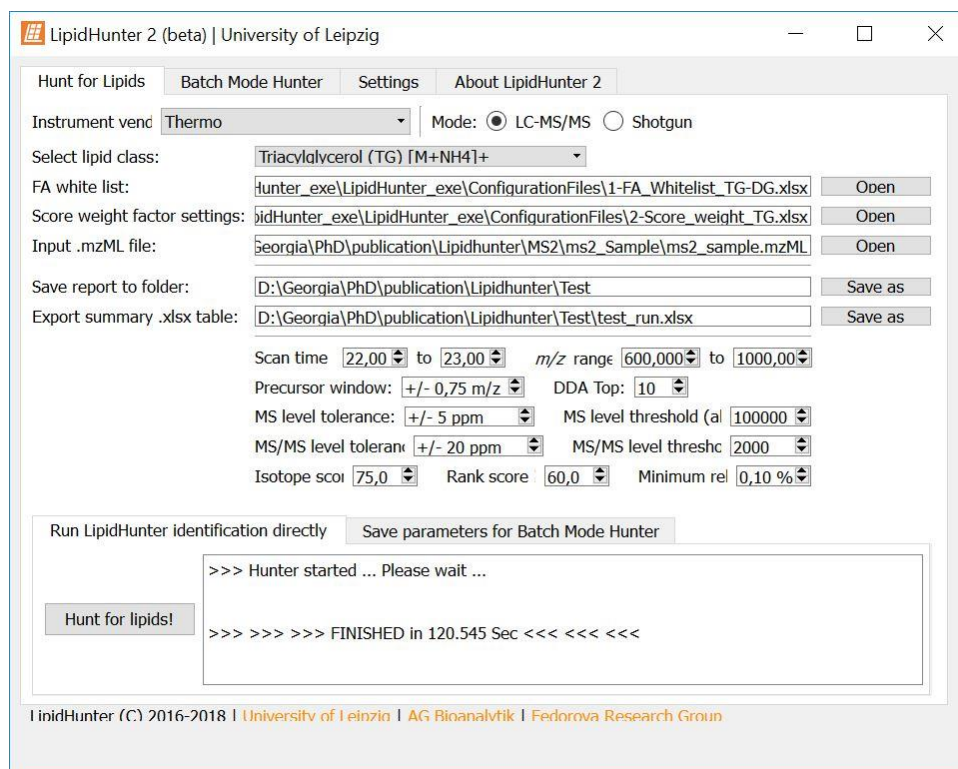 LipidHunter 2 (beta) | University of Leipzig
Hunt for Lipids Batch Mode Hunter Settings About LipidHunter 2
Instrument vend Thermo Mode: LC-MS/MS Shotgun
Select lipid class: Triacylglycerol (TG) [M+NH4]+
FA white list: Hunter_exe\LipidHunter_exe\ConfigurationFiles\1-FA_Whitelist_TG-DG.xlsx Open
Score weight factor settings: pidHunter_exe\LipidHunter_exe\ConfigurationFiles\2-Score_weight_TG.xlsx Open
Input .mzML file: Georgia\PhD\publication\Lipidhunter\MS2\ms2_Sample\ms2_sample.mzML Open
Save report to folder: D:\Georgia\PhD\publication\Lipidhunter\Test Save as
Export summary .xlsx table: D:\Georgia\PhD\publication\Lipidhunter\Test\test_run.xlsx Save as
Scan time 22,00 to 23,00 m/z range 600,000 to 1000,00
Precursor window: +/- 0,75 m/z DDA Top: 10
MS level tolerance: +/- 5 ppm MS level threshold (al 100000
MS/MS level toleranc +/- 20 ppm MS/MS level threshc 2000
Isotope scor 75,0 Rank score 60,0 Minimum rel 0,10 %
Run LipidHunter identification directly Save parameters for Batch Mode Hunter
>>> Hunter started ... Please wait ...
Hunt for lipids!
>>> >>> >>> FINISHED in 120.545 Sec <<< <<< <<<
LipidHunter (C) 2016-2018 | University of Leipzig | AG Bioanalytik | Fedorova Research Group